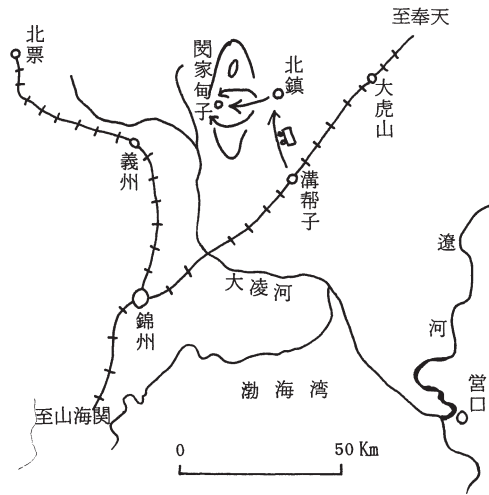 至奉天
北票
閔家甸子
北鎮
大虎山
義州
溝帮子
遼河
大凌河
錦州
営口
渤海湾
至山海関
0
50 Km